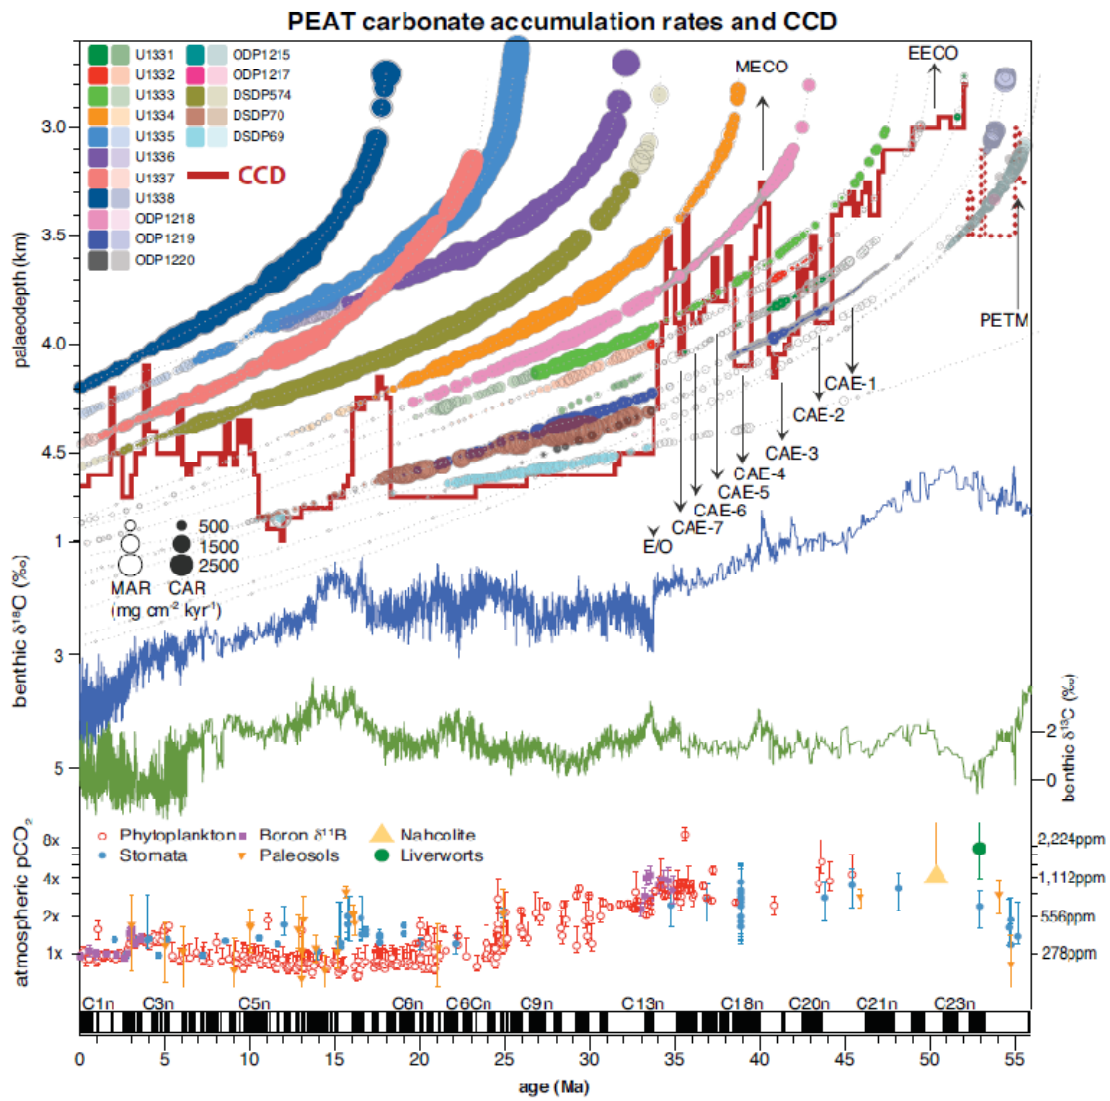 PEAT carbonate accumulation rates and CCD
U1331 ODP1215
U1332 ODP1217
U1333 DSDP574
U1334 DSDP70
U1335 DSDP69
U1336
U1337 CCD
U1338
ODP1218
ODP1219
ODP1220
MECO
EECO
PETM
CAE-1
CAE-2
CAE-3
CAE-4
CAE-5
CAE-6
CAE-7
E/O
palaeodepth (km)
3.0
3.5
4.0
4.5
500
1500
2500
MAR CAR
(mg cm⁻² kyr⁻¹)
benthic δ¹⁸O (‰)
1
3
5
benthic δ¹³C (‰)
2
0
atmospheric pCO₂
8x
4x
2x
1x
Phytoplankton Boron δ¹¹B Nahcolite
Stomata Paleosols Liverworts
2,224ppm
1,112ppm
556ppm
278ppm
C1n C3n C5n C6n C6Cn C9n C13n C18n C20n C21n C23n
0 5 10 15 20 25 30 35 40 45 50 55
age (Ma)